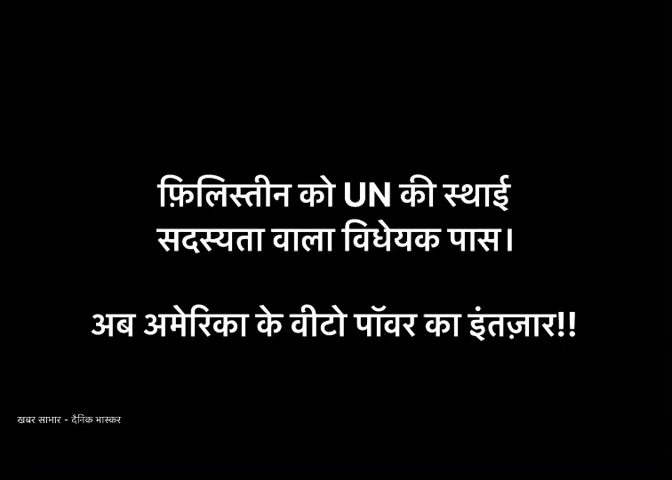 फ़िलिस्तीन को UN की स्थाई
सदस्यता वाला विधेयक पास।
अब अमेरिका के वीटो पॉवर का इंतज़ार!!
खबर साभार - दैनिक भास्कर